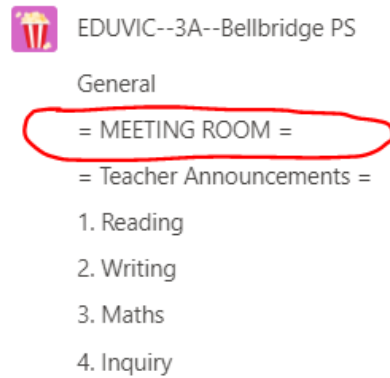 EDUVIC--3A--Bellbridge PS
General
= MEETING ROOM =
= Teacher Announcements =
1. Reading
2. Writing
3. Maths
4. Inquiry